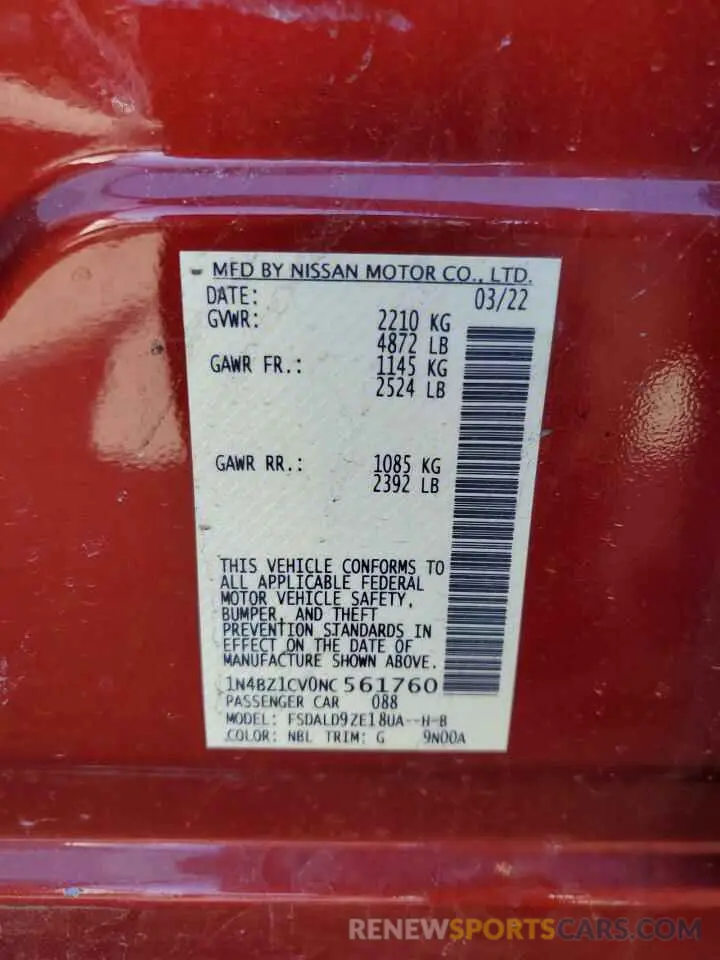 MFD BY NISSAN MOTOR CO., LTD.
DATE: 03/22
GVWR: 2210 KG
4872 LB
GAWR FR.: 1145 KG
2524 LB
GAWR RR.: 1085 KG
2392 LB
THIS VEHICLE CONFORMS TO
ALL APPLICABLE FEDERAL
MOTOR VEHICLE SAFETY,
BUMPER, AND THEFT
PREVENTION STANDARDS IN
EFFECT ON THE DATE OF
MANUFACTURE SHOWN ABOVE.
1N4BZ1CV0NC561760
PASSENGER CAR 088
MODEL: FSDALD9ZE18UA--H-B
COLOR: NBL TRIM: G 9N00A
RENEWSPORTSCARS.COM